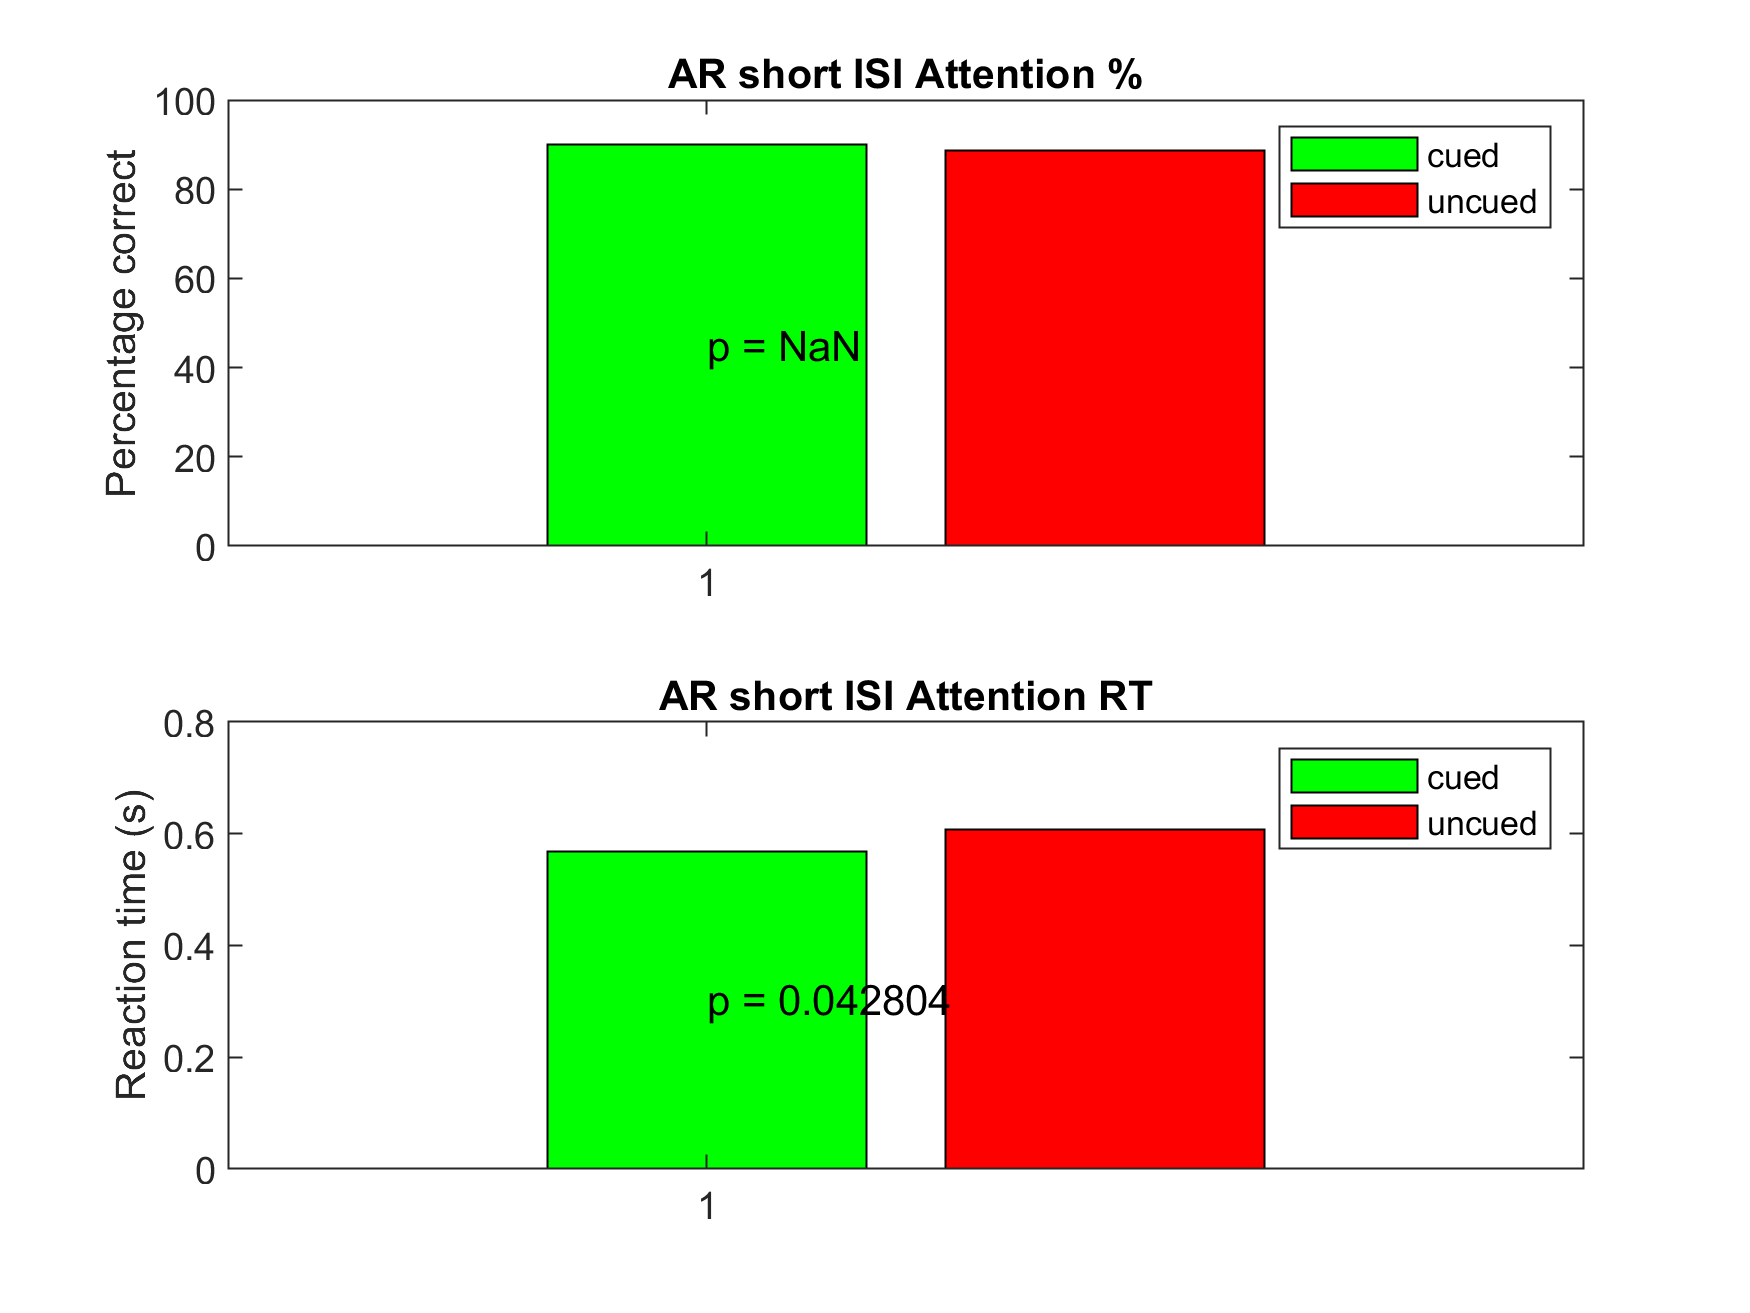 AR short ISI Attention %
100
80
60
40
20
0
Percentage correct
p = NaN
cued
uncued
1
AR short ISI Attention RT
0.8
0.6
0.4
0.2
0
Reaction time (s)
p = 0.042804
cued
uncued
1